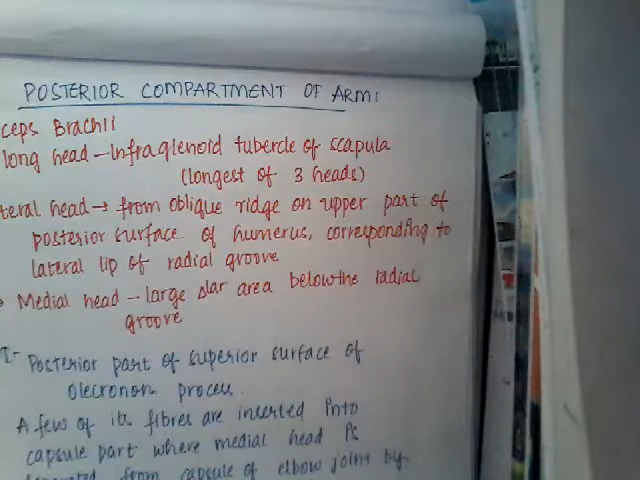 POSTERIOR COMPARTMENT OF ARM:
ceps Brachii
long head - Infraglenoid tubercle of scapula
(longest of 3 heads)
teral head → from oblique ridge on upper part of
posterior surface of humerus, corresponding to
lateral lip of radial groove
Medial head - large Δlar area below the radial
groove
I - Posterior part of superior surface of
olecronon process.
A few of its fibres are inserted into
capsule part where medial head is
from capsule of elbow joint by